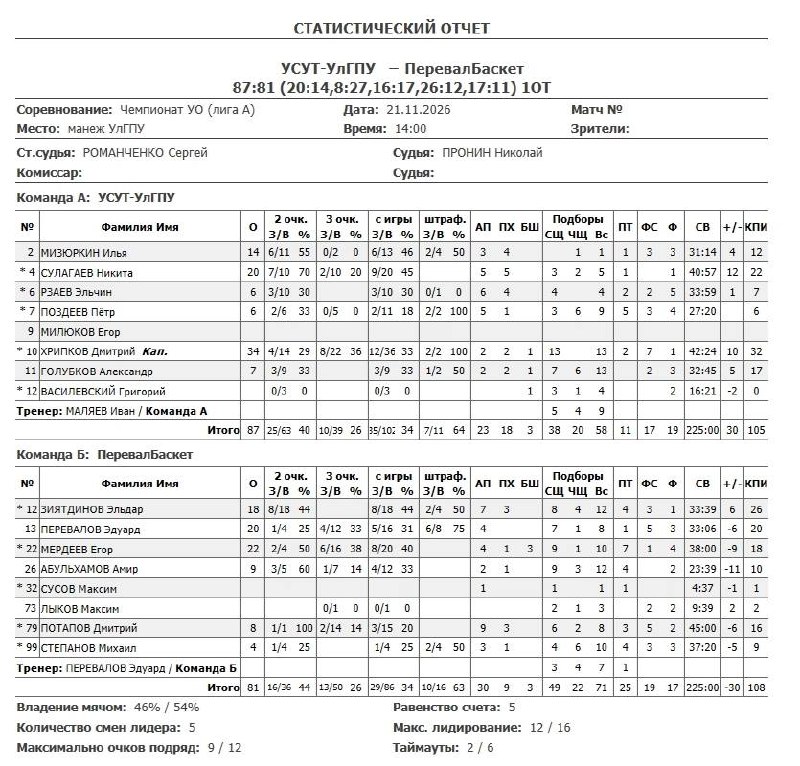 СТАТИСТИЧЕСКИЙ ОТЧЕТ
УСУТ-УлГПУ – ПеревалБаскет
87:81 (20:14,8:27,16:17,26:12,17:11) 1ОТ
Соревнование: Чемпионат УО (лига А) Дата: 21.11.2026 Матч №
Место: манеж УлГПУ Время: 14:00 Зрители:
Ст.судья: РОМАНЧЕНКО Сергей Судья: ПРОНИН Николай
Комиссар: Судья:
Команда А: УСУТ-УлГПУ
№ Фамилия Имя О 2 очк. 3 очк. с игры штраф. АП ПХ БШ Подборы ПТ ФС Ф СВ +/- КПИ
З/В % З/В % З/В % З/В % СЩ ЧЩ Вс
2 МИЗЮРКИН Илья 14 6/11 55 0/2 0 6/13 46 2/4 50 3 4 1 1 1 3 3 31:14 4 12
* 4 СУЛАГАЕВ Никита 20 7/10 70 2/10 20 9/20 45 5 5 3 2 5 1 1 40:57 12 22
* 6 РЗАЕВ Эльчин 6 3/10 30 3/10 30 0/1 0 6 4 4 4 2 2 5 33:59 1 7
* 7 ПОЗДЕЕВ Пётр 6 2/6 33 0/5 0 2/11 18 2/2 100 5 1 3 6 9 5 3 4 27:20 6
9 МИЛЮКОВ Егор
* 10 ХРИПКОВ Дмитрий Кап. 34 4/14 29 8/22 36 12/36 33 2/2 100 2 2 1 13 13 2 7 1 42:24 10 32
11 ГОЛУБКОВ Александр 7 3/9 33 3/9 33 1/2 50 2 2 1 7 6 13 2 3 32:45 5 17
* 12 ВАСИЛЕВСКИЙ Григорий 0/3 0 0/3 0 1 3 1 4 2 16:21 -2 0
Тренер: МАЛЯЕВ Иван / Команда А 5 4 9
Итого 87 25/63 40 10/39 26 35/102 34 7/11 64 23 18 3 38 20 58 11 17 19 225:00 30 105
Команда Б: ПеревалБаскет
№ Фамилия Имя О 2 очк. 3 очк. с игры штраф. АП ПХ БШ Подборы ПТ ФС Ф СВ +/- КПИ
З/В % З/В % З/В % З/В % СЩ ЧЩ Вс
* 12 ЗИЯТДИНОВ Эльдар 18 8/18 44 8/18 44 2/4 50 7 3 8 4 12 4 3 1 33:39 6 26
13 ПЕРЕВАЛОВ Эдуард 20 1/4 25 4/12 33 5/16 31 6/8 75 4 7 1 8 1 5 3 33:06 -6 20
* 22 МЕРДЕЕВ Егор 22 2/4 50 6/16 38 8/20 40 4 1 3 9 1 10 7 1 4 38:00 -9 18
26 АБУЛЬХАМОВ Амир 9 3/5 60 1/7 14 4/12 33 2 1 9 3 12 4 2 23:39 -11 10
* 32 СУСОВ Максим 1 1 1 1 4:37 -1 1
73 ЛЫКОВ Максим 0/1 0 0/1 0 2 1 3 2 2 9:39 2 2
* 79 ПОТАПОВ Дмитрий 8 1/1 100 2/14 14 3/15 20 9 3 6 2 8 3 5 2 45:00 -6 16
* 99 СТЕПАНОВ Михаил 4 1/4 25 1/4 25 2/4 50 3 1 4 6 10 4 3 3 37:20 -5 9
Тренер: ПЕРЕВАЛОВ Эдуард / Команда Б 3 4 7 1
Итого 81 16/36 44 13/50 26 29/86 34 10/16 63 30 9 3 49 22 71 25 19 17 225:00 -30 108
Владение мячом: 46% / 54% Равенство счета: 5
Количество смен лидера: 5 Макс. лидирование: 12 / 16
Максимально очков подряд: 9 / 12 Таймауты: 2 / 6